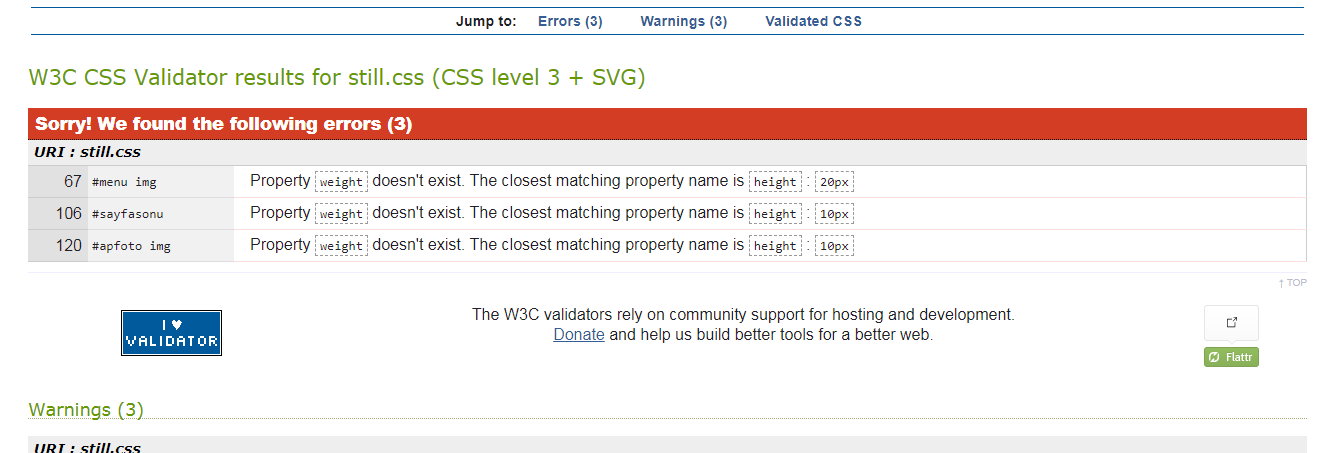 Jump to: Errors (3) Warnings (3) Validated CSS
W3C CSS Validator results for still.css (CSS level 3 + SVG)
Sorry! We found the following errors (3)
URI : still.css
67 #menu img Property weight doesn't exist. The closest matching property name is height : 20px
106 #sayfasonu Property weight doesn't exist. The closest matching property name is height : 10px
120 #apfoto img Property weight doesn't exist. The closest matching property name is height : 10px
↑ TOP
I ♥
VALIDATOR
The W3C validators rely on community support for hosting and development.
Donate and help us build better tools for a better web.
Flattr
Warnings (3)
URI : still.css